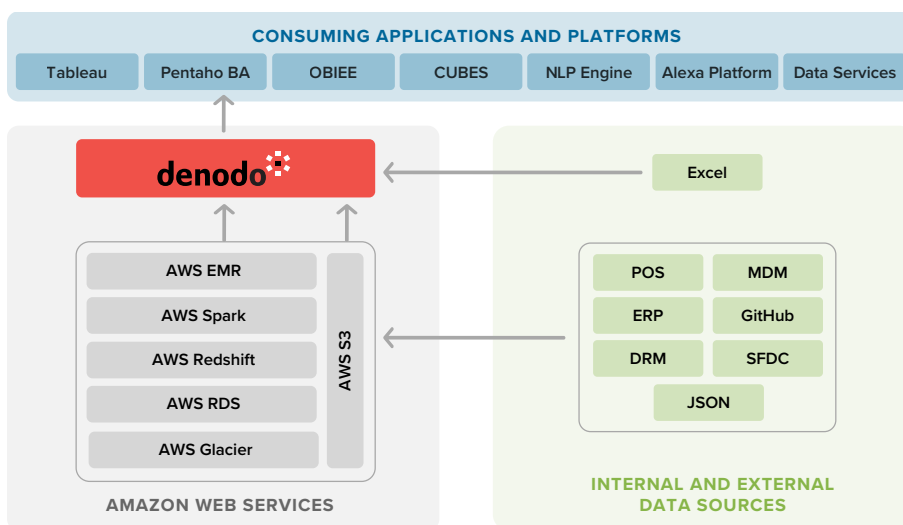 CONSUMING APPLICATIONS AND PLATFORMS
Tableau
Pentaho BA
OBIEE
CUBES
NLP Engine
Alexa Platform
Data Services
denodo
Excel
AWS EMR
AWS Spark
AWS Redshift
AWS RDS
AWS Glacier
AWS S3
POS
MDM
ERP
GitHub
DRM
SFDC
JSON
AMAZON WEB SERVICES
INTERNAL AND EXTERNAL
DATA SOURCES